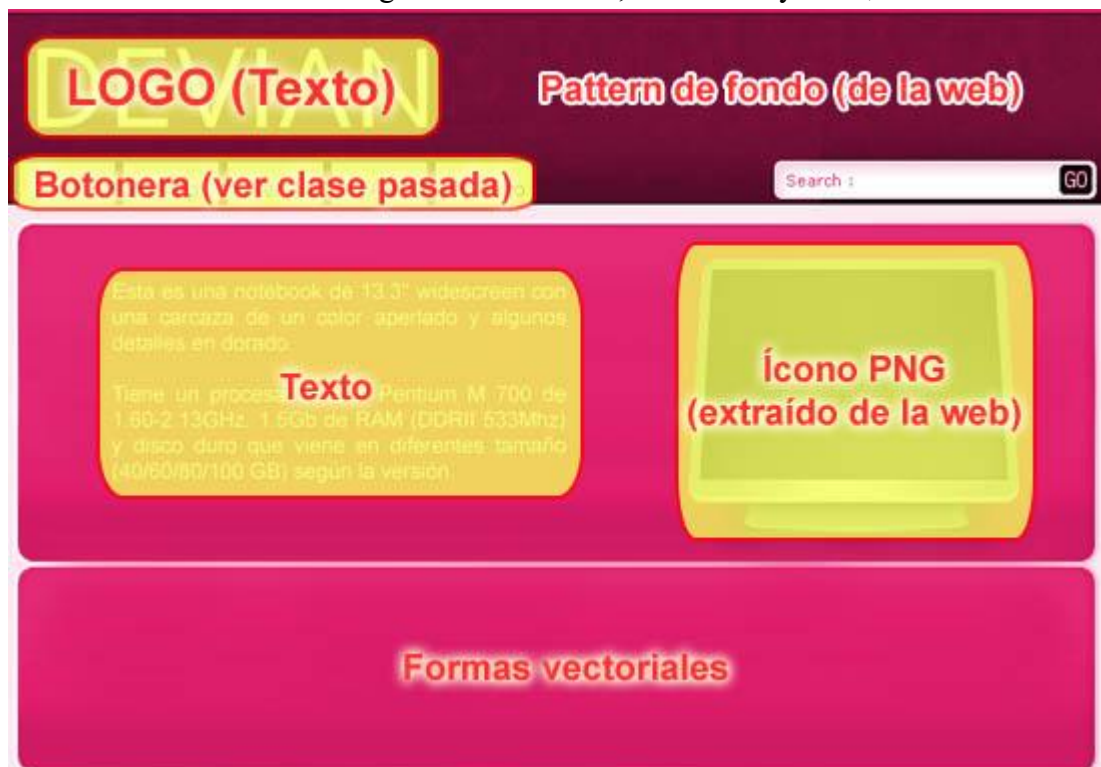 DEVIAN
LOGO (Texto)
Pattern de fondo (de la web)
Botonera (ver clase pasada)
Search :
GO
Esta es una notebook de 13.3" widescreen con
una carcaza de un color aperlado y algunos
detalles en dorado.
Tiene un Pentium M 700 de
1.60-2.13GHz, 1.5Gb de RAM (DDRII 533Mhz)
y disco duro que viene en diferentes tamaño
(40/60/80/100 GB) según la versión.
Texto
Ícono PNG
(extraído de la web)
Formas vectoriales